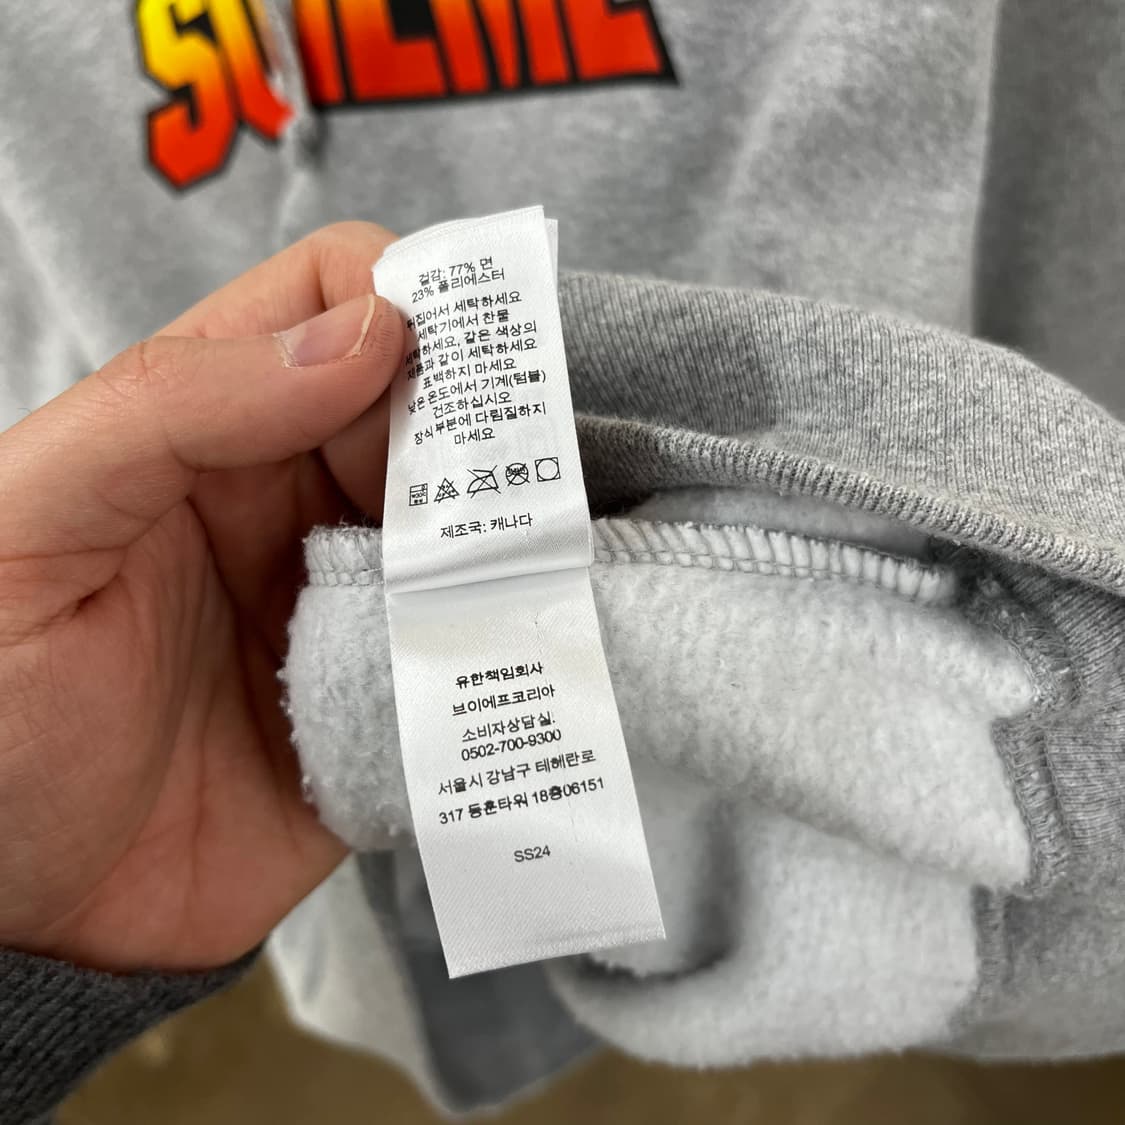 SUPREME
겉감: 77% 면
23% 폴리에스터
뒤집어서 세탁하세요
세탁기에서 찬물
세탁하세요, 같은 색상의
제품과 같이 세탁하세요
표백하지 마세요
낮은 온도에서 기계(텀블)
건조하십시오
장식부분에 다림질하지
마세요
제조국: 캐나다
유한책임회사
브이에프코리아
소비자상담실.
0502-700-9300
서울시 강남구 테헤란로
317 동훈타워 18층06151
SS24